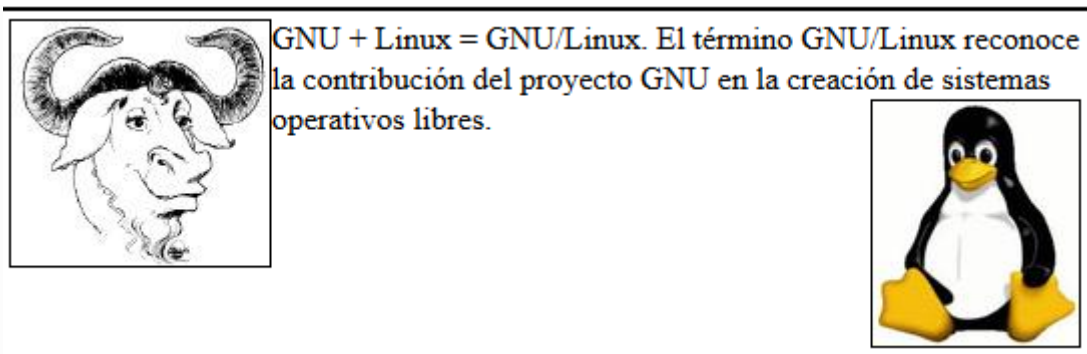 GNU + Linux = GNU/Linux. El término GNU/Linux reconoce
la contribución del proyecto GNU en la creación de sistemas
operativos libres.